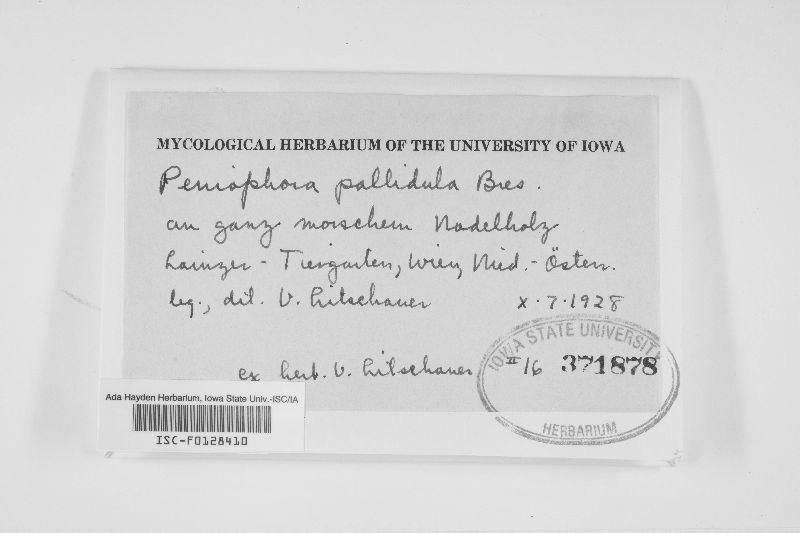 MYCOLOGICAL HERBARIUM OF THE UNIVERSITY OF IOWA
Peniophora pallidula Bres.
an ganz morschem Nadelholz
Lainzer - Tiergarten, Wien, Nied. - Österr.
leg., dit. V. Litschauer X. 7. 1928
IOWA STATE UNIVERSITY
ex herb. V. Litschauer II 16 371878
HERBARIUM
Ada Hayden Herbarium, Iowa State Univ.-ISC/IA
ISC-F0128410